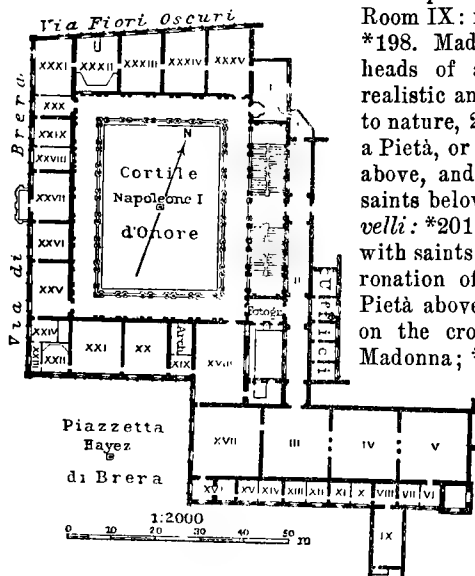 Via Fiori Oscuri
Via di Brera
XXXI
XXXII
XXXIII
XXXIV
XXXV
I
XXX
XXIX
XXVIII
XXVII
XXVI
XXV
XXIV
XXIII
XXII
XXI
XX
Arch.
XIX
XVIII
N
Cortile
Napoleone I
d'Onore
II
Uffici
Fotogr.
XVII
III
IV
V
XVI
XV
XIV
XIII
XII
XI
X
VIII
VII
VI
IX
Piazzetta
Hayez
di Brera
1:2000
0 10 20 30 40 50 m
Room IX:
*198. Mad
heads of
realistic an
to nature, 2
a Pietà, or
above, and
saints belov
velli: *201
with saints
ronation of
Pietà above
on the cro
Madonna; *